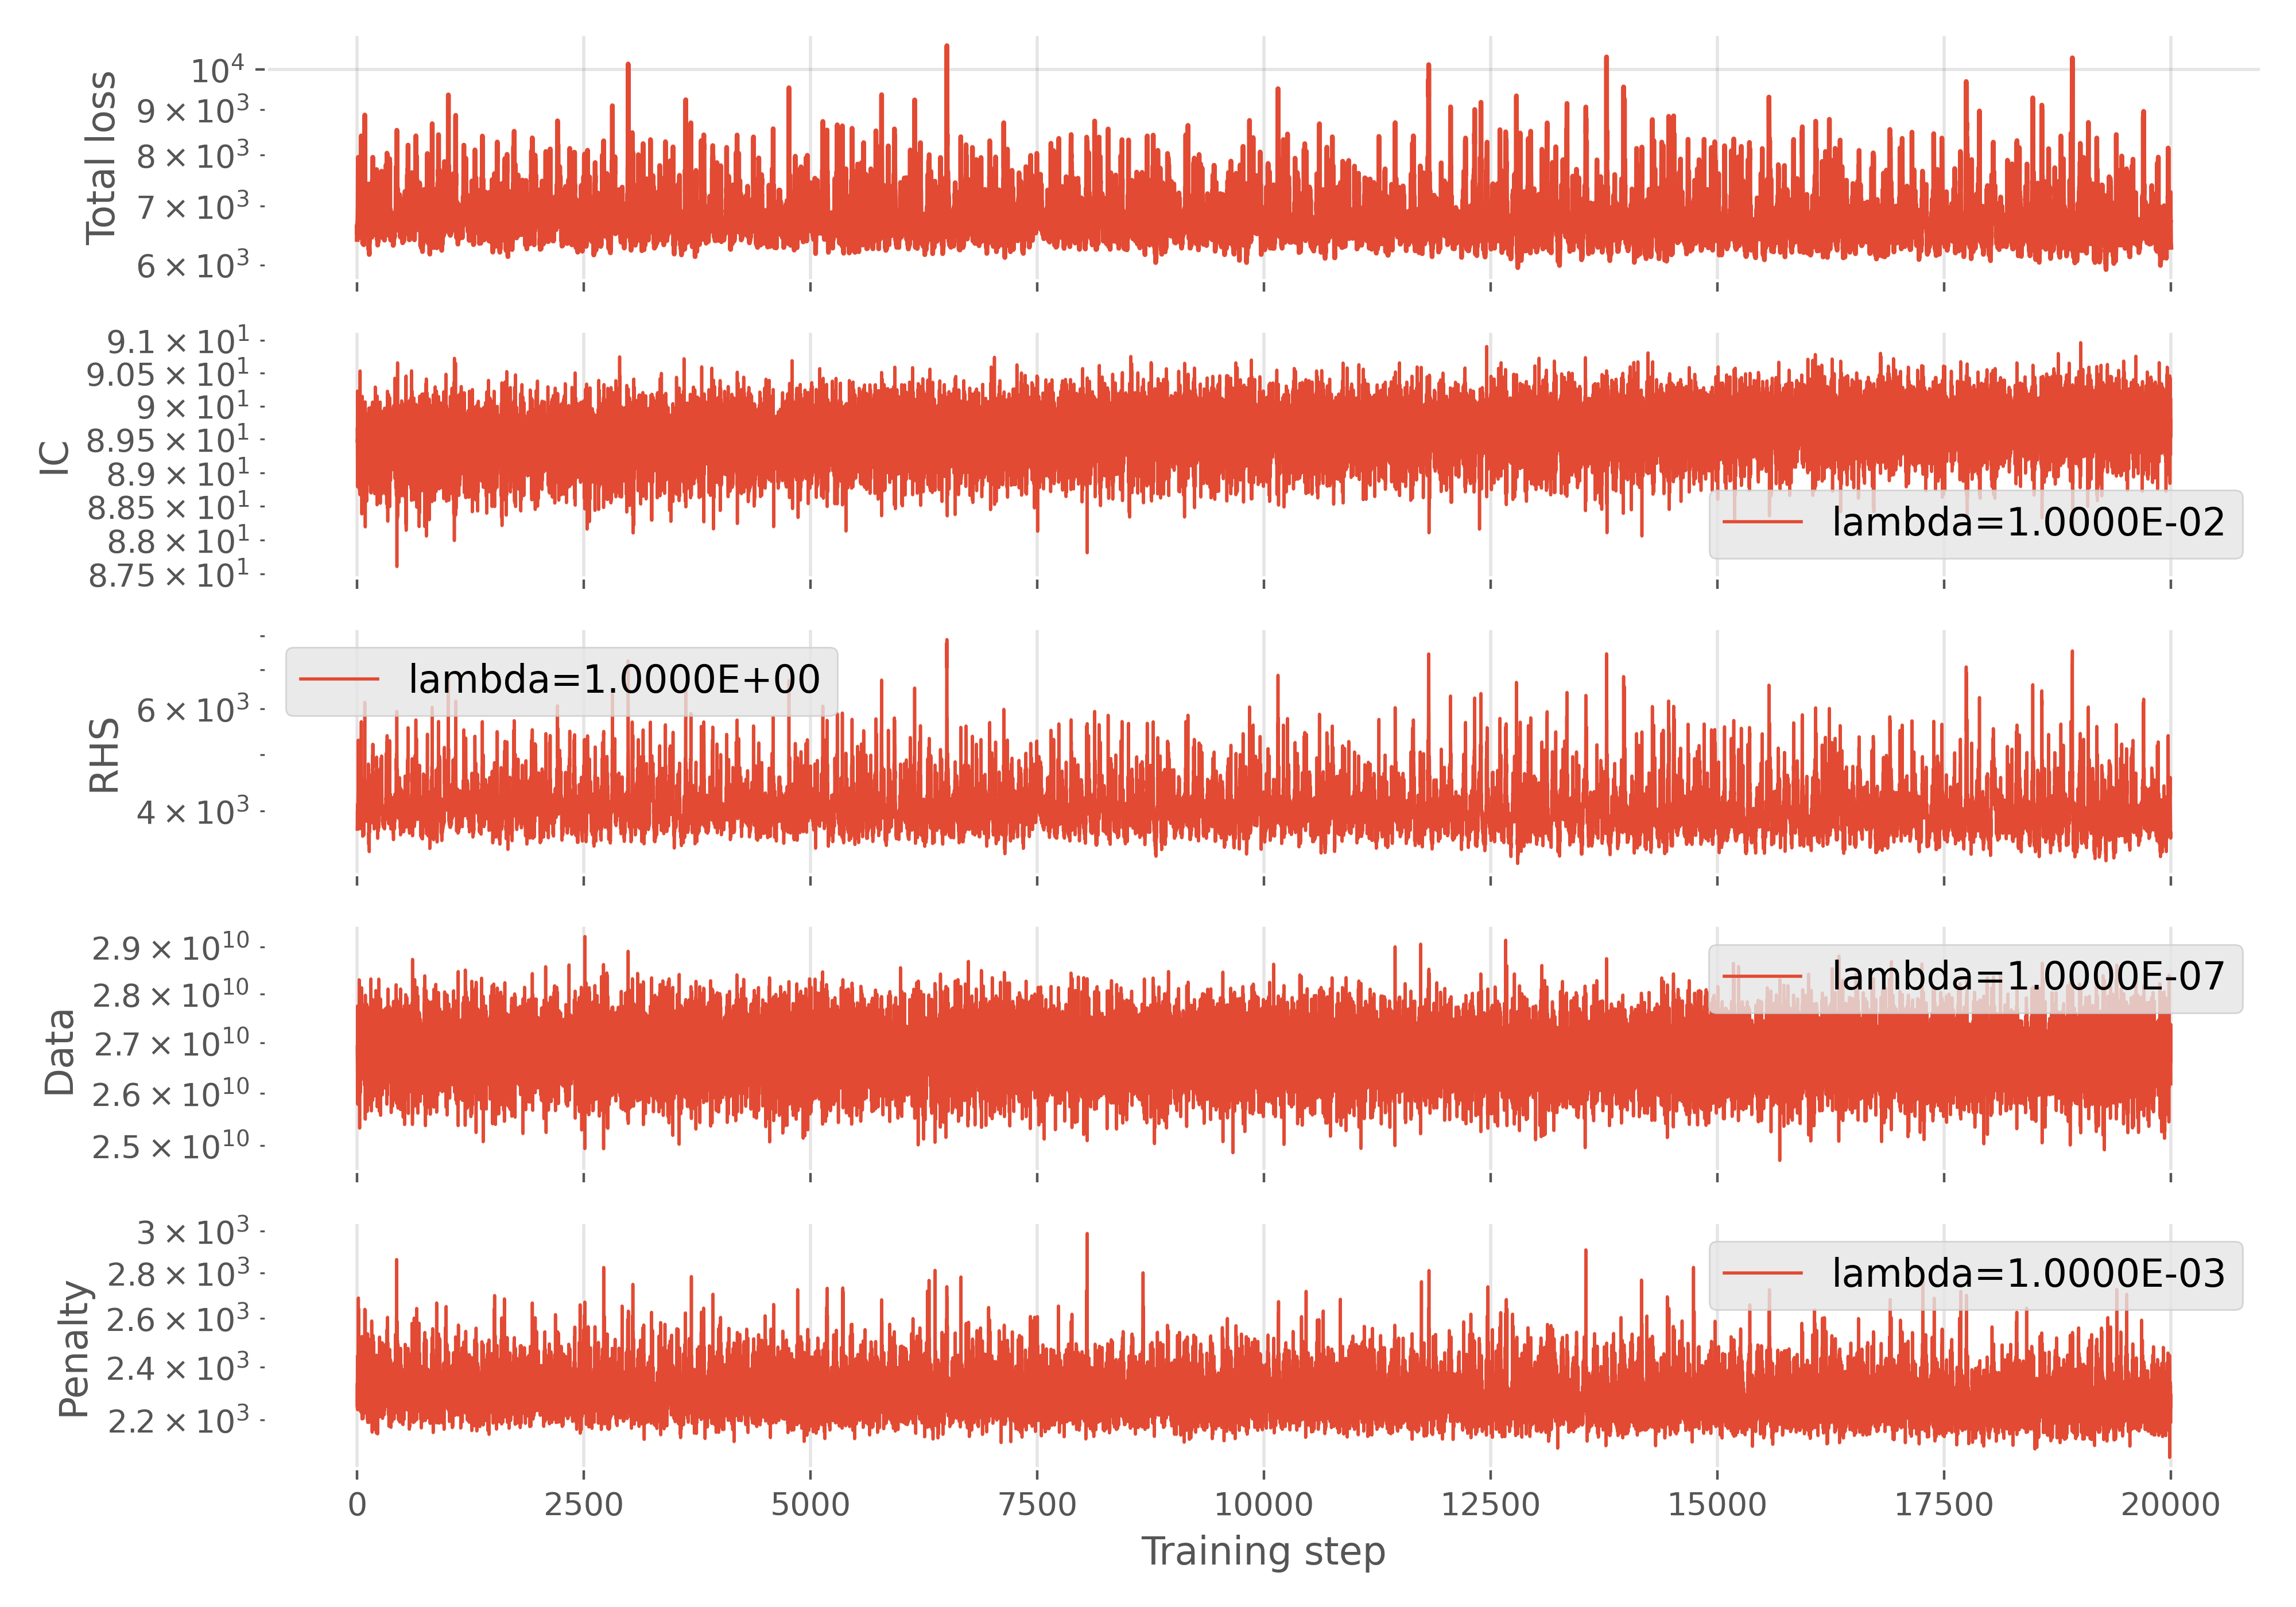 Total loss
10^4
9 × 10^3
8 × 10^3
7 × 10^3
6 × 10^3
IC
9.1 × 10^1
9.05 × 10^1
9 × 10^1
8.95 × 10^1
8.9 × 10^1
8.85 × 10^1
8.8 × 10^1
8.75 × 10^1
lambda=1.0000E-02
RHS
6 × 10^3
4 × 10^3
lambda=1.0000E+00
Data
2.9 × 10^10
2.8 × 10^10
2.7 × 10^10
2.6 × 10^10
2.5 × 10^10
lambda=1.0000E-07
Penalty
3 × 10^3
2.8 × 10^3
2.6 × 10^3
2.4 × 10^3
2.2 × 10^3
lambda=1.0000E-03
0 2500 5000 7500 10000 12500 15000 17500 20000
Training step